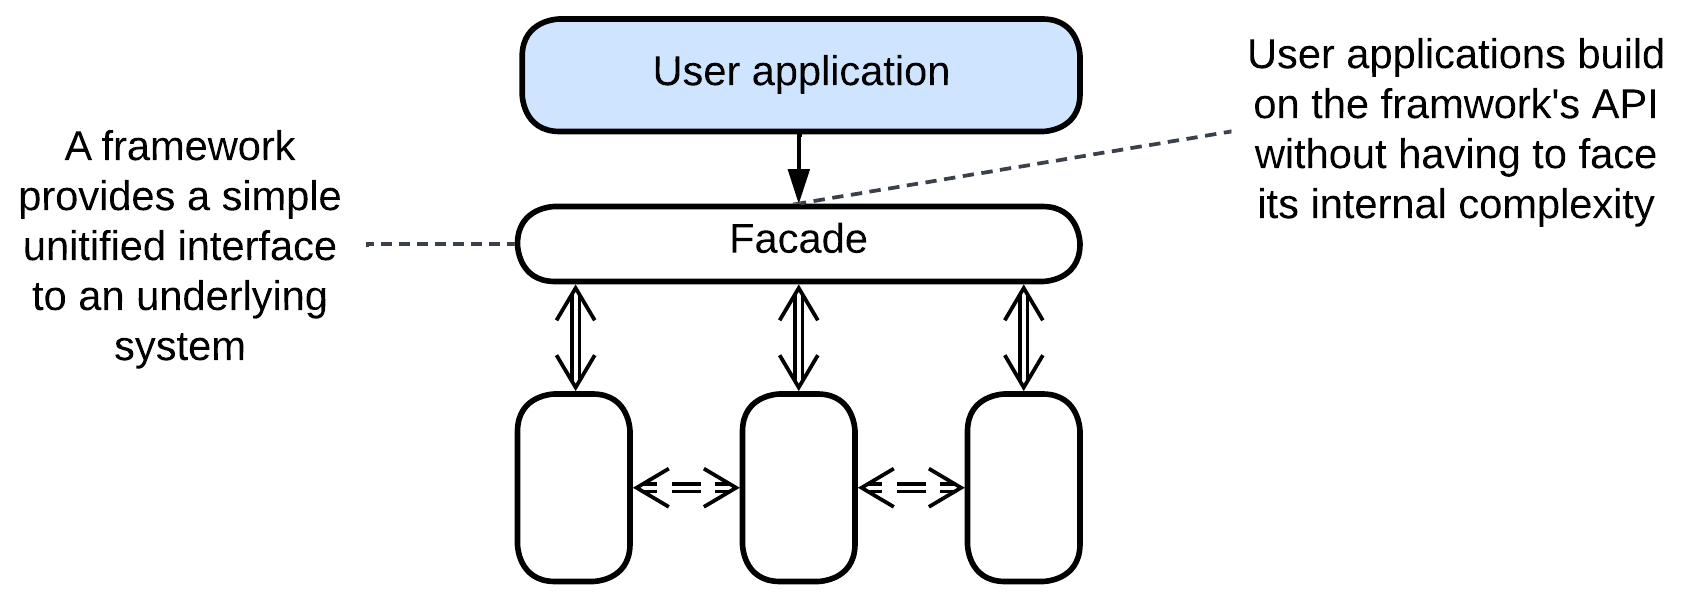 User application
A framework
provides a simple
unitified interface
to an underlying
system
Facade
User applications build
on the framwork's API
without having to face
its internal complexity